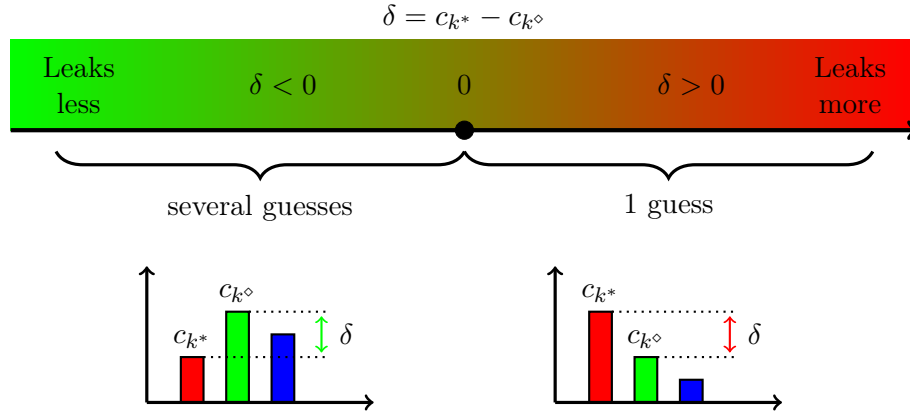 δ = c_{k*} − c_{k⋄}
Leaks less
δ < 0
0
δ > 0
Leaks more
several guesses
1 guess
c_{k*}
c_{k⋄}
δ
c_{k*}
c_{k⋄}
δ